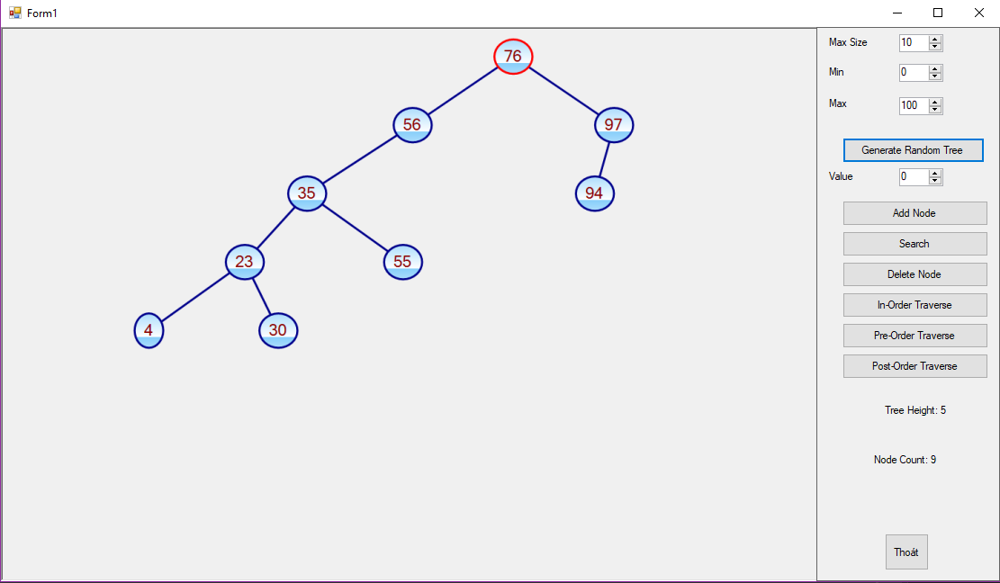 Form1
76
56
97
35
94
23
55
4
30
Max Size 10
Min 0
Max 100
Generate Random Tree
Value 0
Add Node
Search
Delete Node
In-Order Traverse
Pre-Order Traverse
Post-Order Traverse
Tree Height: 5
Node Count: 9
Thoát